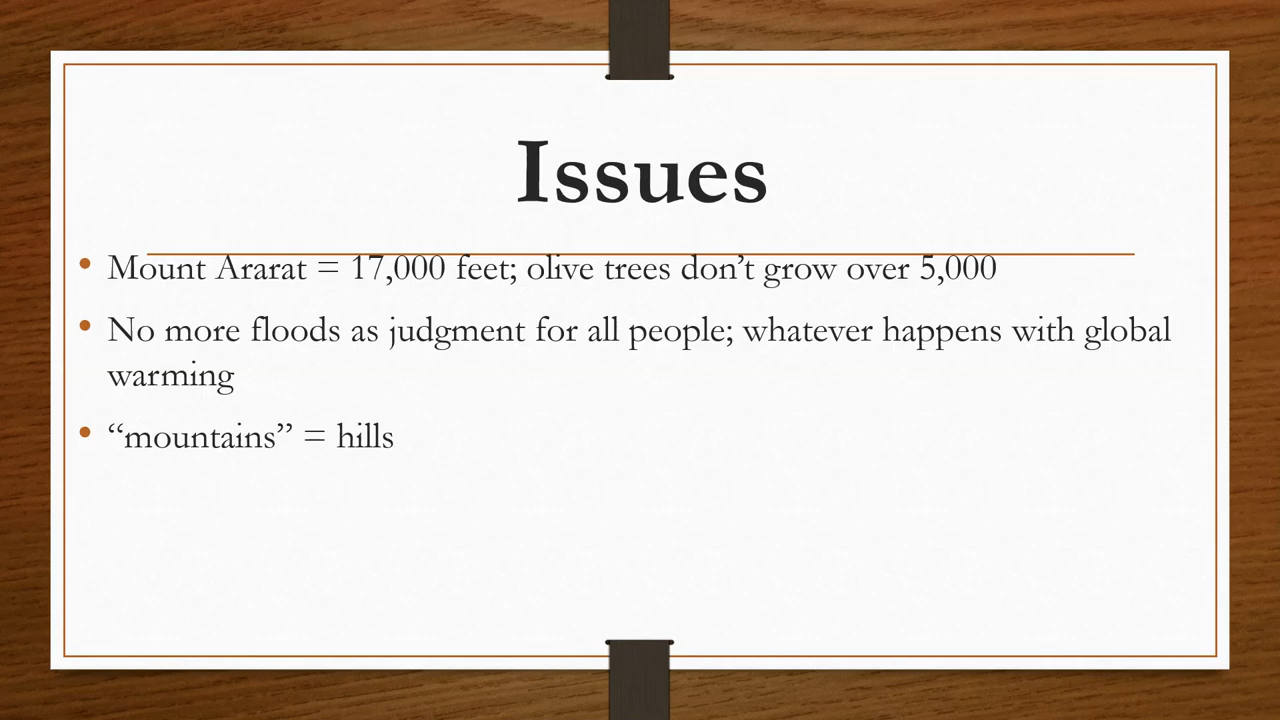 Issues
• Mount Ararat = 17,000 feet; olive trees don’t grow over 5,000
• No more floods as judgment for all people; whatever happens with global
warming
• “mountains” = hills